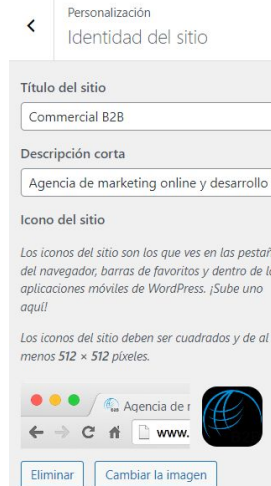 Personalización
Identidad del sitio
Título del sitio
Commercial B2B
Descripción corta
Agencia de marketing online y desarrollo
Icono del sitio
Los iconos del sitio son los que ves en las pestañ
del navegador, barras de favoritos y dentro de l
aplicaciones móviles de WordPress. ¡Sube uno
aquí!
Los iconos del sitio deben ser cuadrados y de al
menos 512 × 512 píxeles.
Agencia de r
www.
Eliminar
Cambiar la imagen